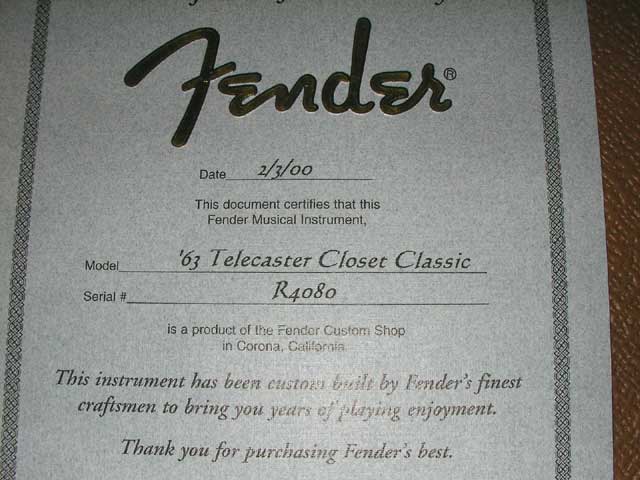 Fender®
Date 2/3/00
This document certifies that this
Fender Musical Instrument,
Model '63 Telecaster Closet Classic
Serial # R4080
is a product of the Fender Custom Shop
in Corona, California.
This instrument has been custom built by Fender's finest
craftsmen to bring you years of playing enjoyment.
Thank you for purchasing Fender's best.